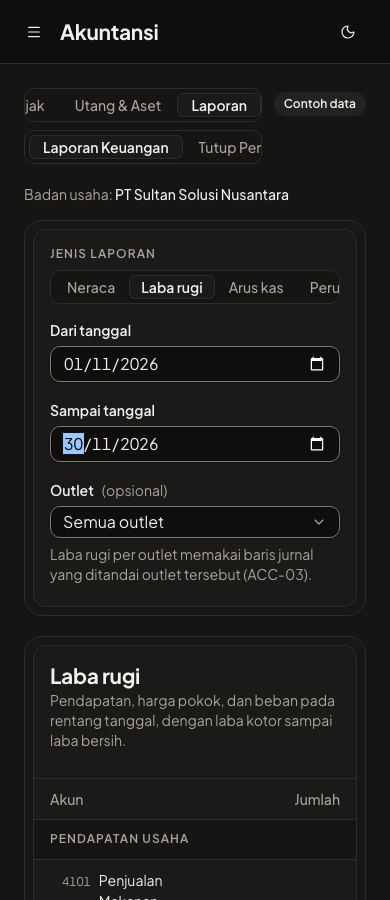 Akuntansi
jak Utang & Aset Laporan Contoh data
Laporan Keuangan Tutup Per
Badan usaha: PT Sultan Solusi Nusantara
JENIS LAPORAN
Neraca Laba rugi Arus kas Peru
Dari tanggal
01/11/2026
Sampai tanggal
30/11/2026
Outlet (opsional)
Semua outlet
Laba rugi per outlet memakai baris jurnal
yang ditandai outlet tersebut (ACC-03).
Laba rugi
Pendapatan, harga pokok, dan beban pada
rentang tanggal, dengan laba kotor sampai
laba bersih.
Akun Jumlah
PENDAPATAN USAHA
4101 Penjualan
Makanan